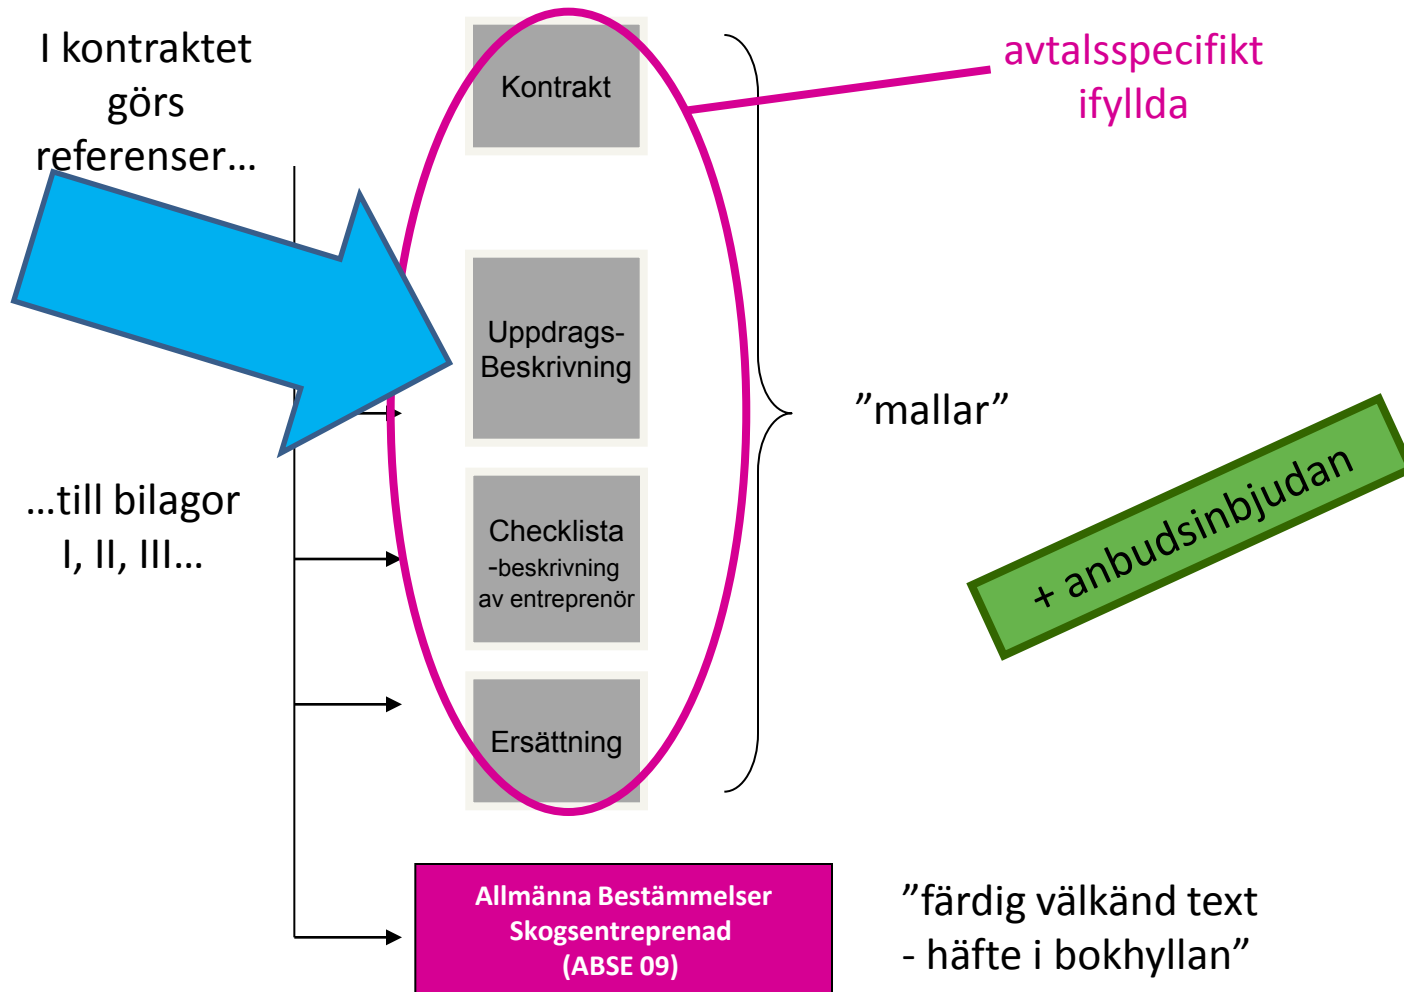 I kontraktet
görs
referenser…
Kontrakt
avtalsspecifikt
ifyllda
Uppdrags-
Beskrivning
”mallar”
…till bilagor
I, II, III…
Checklista
-beskrivning
av entreprenör
+ anbudsinbjudan
Ersättning
Allmänna Bestämmelser
Skogsentreprenad
(ABSE 09)
”färdig välkänd text
- häfte i bokhyllan”